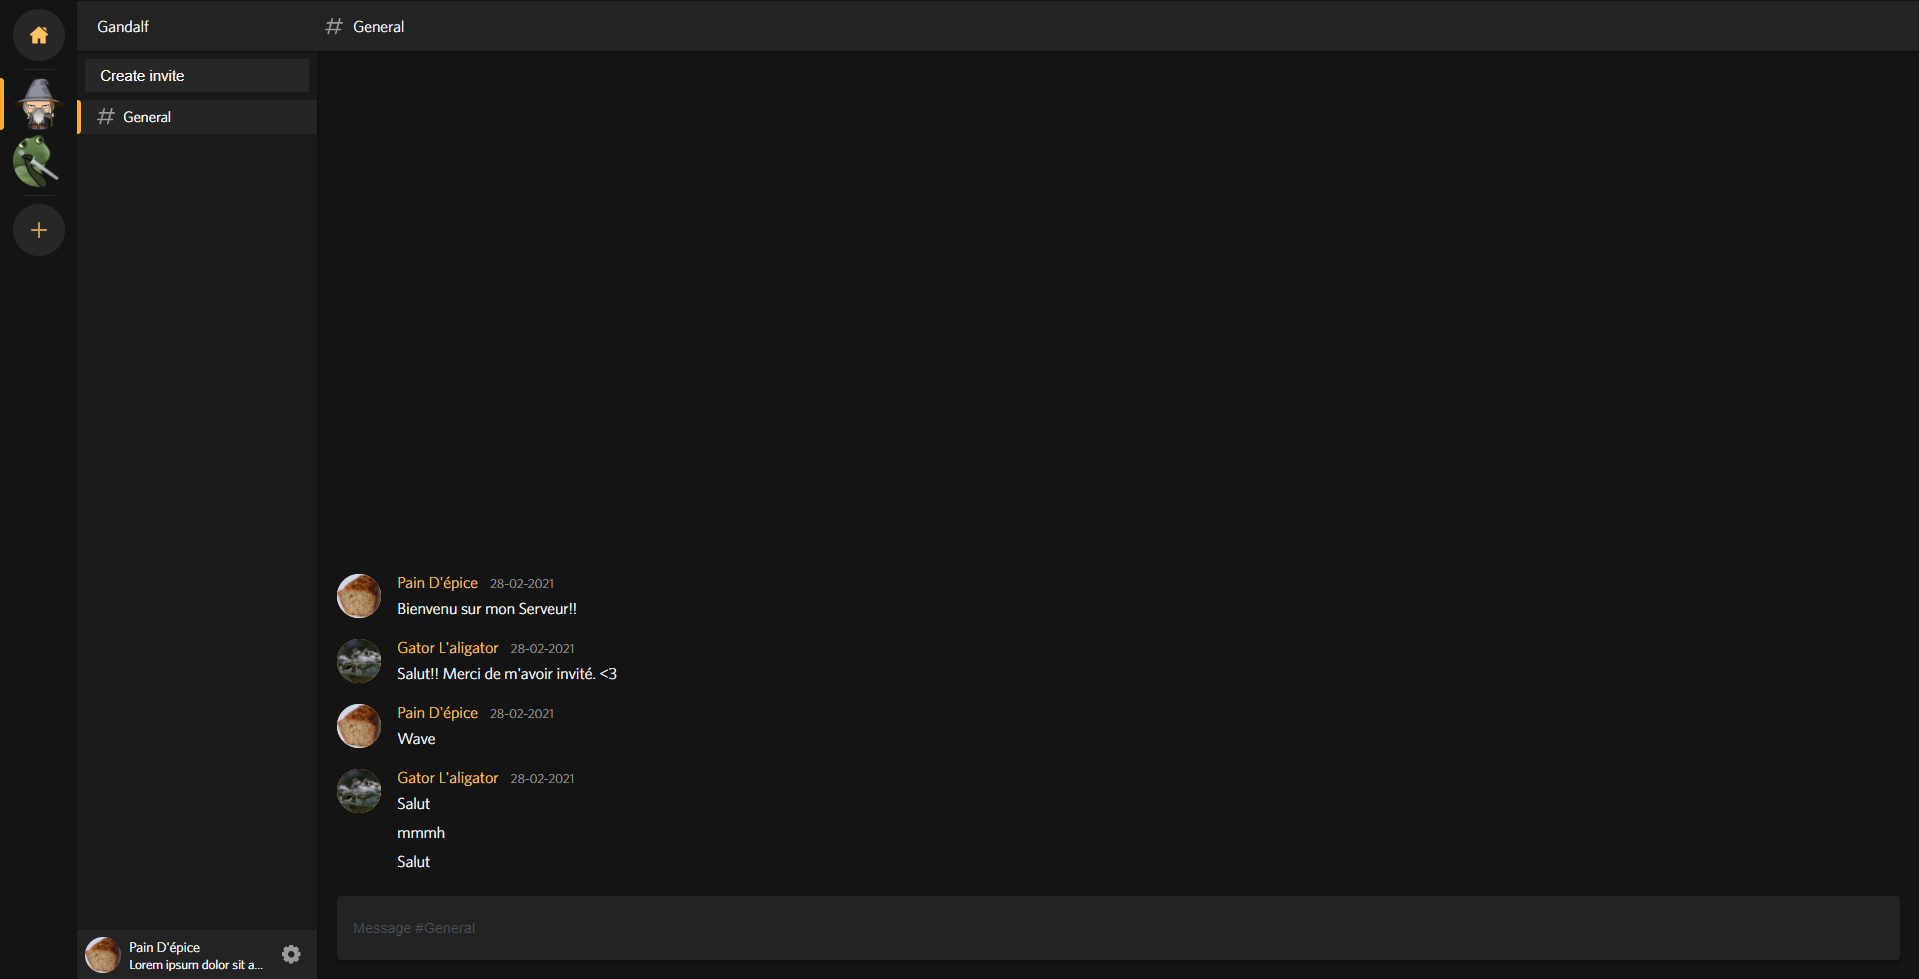 Gandalf
# General
Create invite
# General
Pain D'épice 28-02-2021
Bienvenu sur mon Serveur!!
Gator L'aligator 28-02-2021
Salut!! Merci de m'avoir invité. <3
Pain D'épice 28-02-2021
Wave
Gator L'aligator 28-02-2021
Salut
mmmh
Salut
Message #General
Pain D'épice
Lorem ipsum dolor sit a...